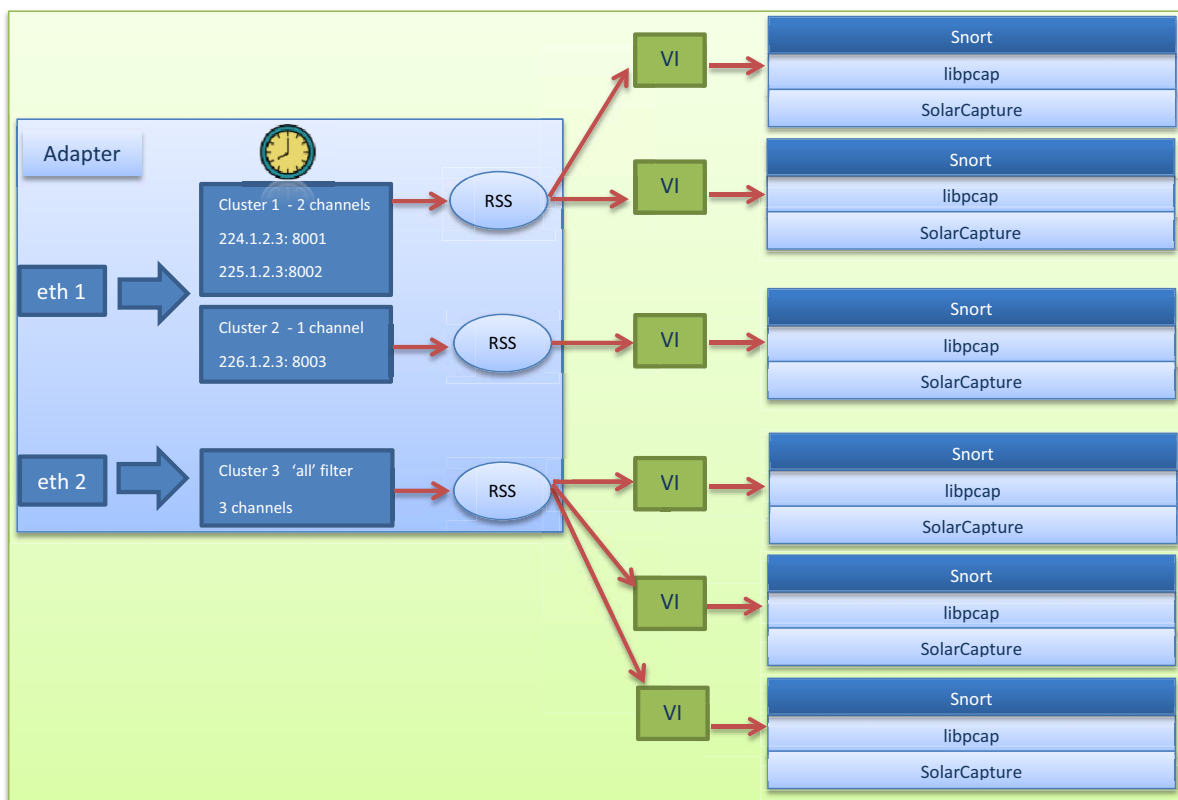 Adapter
eth 1
Cluster 1 - 2 channels
224.1.2.3: 8001
225.1.2.3:8002
RSS
VI
Snort
libpcap
SolarCapture
VI
Snort
libpcap
SolarCapture
Cluster 2 - 1 channel
226.1.2.3: 8003
RSS
VI
Snort
libpcap
SolarCapture
eth 2
Cluster 3 ‘all’ filter
3 channels
RSS
VI
Snort
libpcap
SolarCapture
VI
Snort
libpcap
SolarCapture
VI
Snort
libpcap
SolarCapture